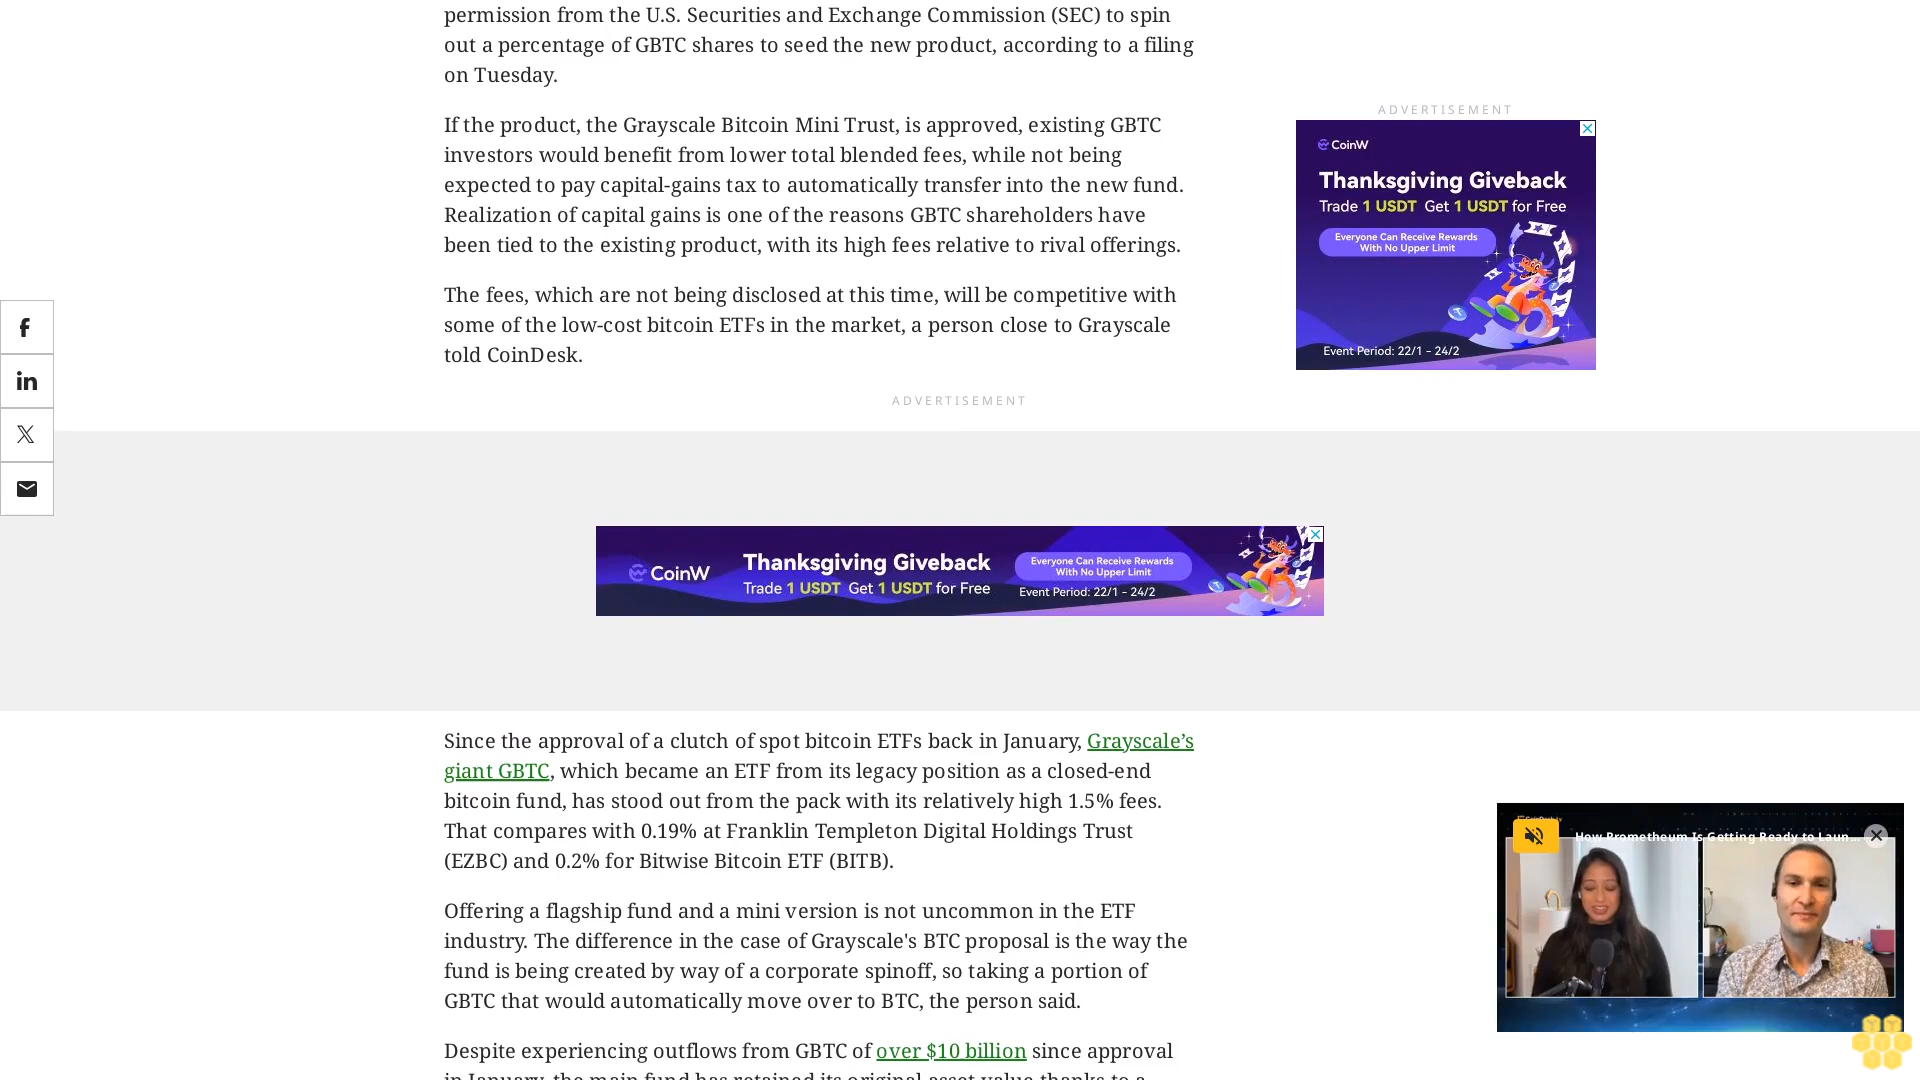 permission from the U.S. Securities and Exchange Commission (SEC) to spin
out a percentage of GBTC shares to seed the new product, according to a filing
on Tuesday.
If the product, the Grayscale Bitcoin Mini Trust, is approved, existing GBTC
investors would benefit from lower total blended fees, while not being
expected to pay capital-gains tax to automatically transfer into the new fund.
Realization of capital gains is one of the reasons GBTC shareholders have
been tied to the existing product, with its high fees relative to rival offerings.
The fees, which are not being disclosed at this time, will be competitive with
some of the low-cost bitcoin ETFs in the market, a person close to Grayscale
told CoinDesk.
ADVERTISEMENT
CoinW
Thanksgiving Giveback
Trade 1 USDT Get 1 USDT for Free
Everyone Can Receive Rewards
With No Upper Limit
Event Period: 22/1 - 24/2
ADVERTISEMENT
CoinW
Thanksgiving Giveback
Trade 1 USDT Get 1 USDT for Free
Everyone Can Receive Rewards
With No Upper Limit
Event Period: 22/1 - 24/2
Since the approval of a clutch of spot bitcoin ETFs back in January, Grayscale’s
giant GBTC, which became an ETF from its legacy position as a closed-end
bitcoin fund, has stood out from the pack with its relatively high 1.5% fees.
That compares with 0.19% at Franklin Templeton Digital Holdings Trust
(EZBC) and 0.2% for Bitwise Bitcoin ETF (BITB).
Offering a flagship fund and a mini version is not uncommon in the ETF
industry. The difference in the case of Grayscale's BTC proposal is the way the
fund is being created by way of a corporate spinoff, so taking a portion of
GBTC that would automatically move over to BTC, the person said.
Despite experiencing outflows from GBTC of over $10 billion since approval
in January, the main fund has retained its original asset value thanks to a
How Prometheum Is Getting Ready to Laun...